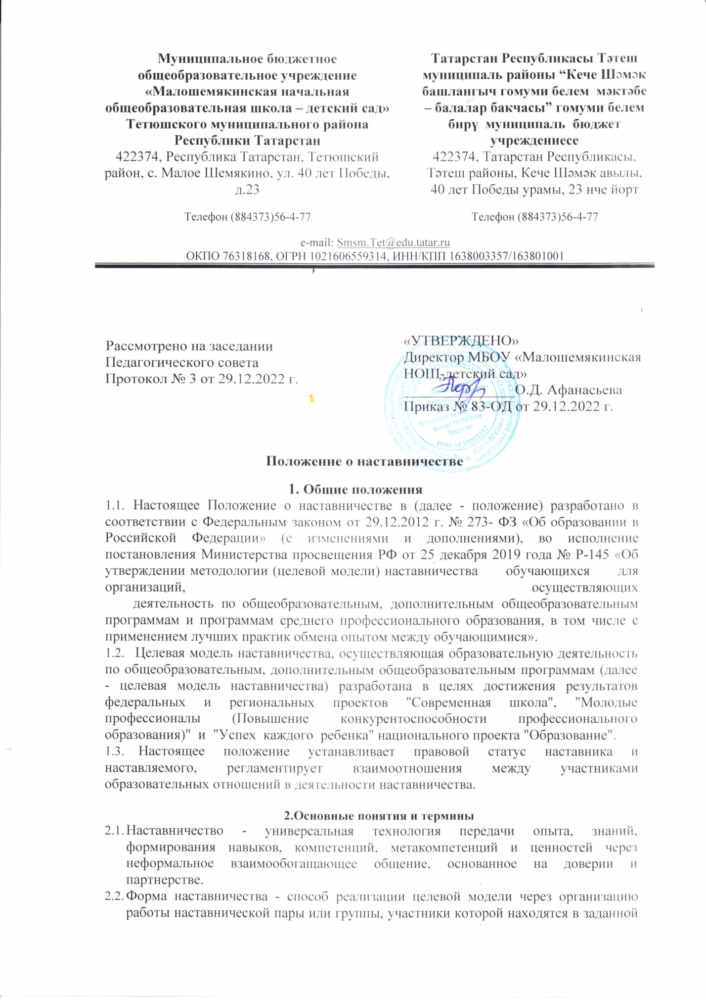 Муниципальное бюджетное
общеобразовательное учреждение
«Малошемякинская начальная
общеобразовательная школа – детский сад»
Тетюшского муниципального района
Республики Татарстан
422374, Республика Татарстан, Тетюшский
район, с. Малое Шемякино, ул. 40 лет Победы,
д.23
Телефон (884373)56-4-77
Татарстан Республикасы Тәтеш
муниципаль районы “Кече Шәмәк
башлангыч гомуми белем мәктәбе
– балалар бакчасы” гомуми белем
бирү муниципаль бюджет
учреждениесе
422374, Татарстан Республикасы,
Тәтеш районы, Кече Шәмәк авылы,
40 лет Победы урамы, 23 нче йорт
Телефон (884373)56-4-77
e-mail: Smsm.Tet@edu.tatar.ru
ОКПО 76318168, ОГРН 1021606559314, ИНН/КПП 1638003357/163801001
Рассмотрено на заседании
Педагогического совета
Протокол № 3 от 29.12.2022 г.
«УТВЕРЖДЕНО»
Директор МБОУ «Малошемякинская
НОШ-детский сад»
О.Д. Афанасьева
Приказ № 83-ОД от 29.12.2022 г.
Тетюшского муниципального
района Республики
Татарстан
ИНН 1638003357
Положение о наставничестве
1. Общие положения
1.1. Настоящее Положение о наставничестве в (далее - положение) разработано в
соответствии с Федеральным законом от 29.12.2012 г. № 273- ФЗ «Об образовании в
Российской Федерации» (с изменениями и дополнениями), во исполнение
постановления Министерства просвещения РФ от 25 декабря 2019 года № Р-145 «Об
утверждении методологии (целевой модели) наставничества обучающихся для
организаций, осуществляющих
деятельность по общеобразовательным, дополнительным общеобразовательным
программам и программам среднего профессионального образования, в том числе с
применением лучших практик обмена опытом между обучающимися».
1.2. Целевая модель наставничества, осуществляющая образовательную деятельность
по общеобразовательным, дополнительным общеобразовательным программам (далее
- целевая модель наставничества) разработана в целях достижения результатов
федеральных и региональных проектов "Современная школа", "Молодые
профессионалы (Повышение конкурентоспособности профессионального
образования)" и "Успех каждого ребенка" национального проекта "Образование".
1.3. Настоящее положение устанавливает правовой статус наставника и
наставляемого, регламентирует взаимоотношения между участниками
образовательных отношений в деятельности наставничества.
2.Основные понятия и термины
2.1. Наставничество - универсальная технология передачи опыта, знаний,
формирования навыков, компетенций, метакомпетенций и ценностей через
неформальное взаимообогащающее общение, основанное на доверии и
партнерстве.
2.2. Форма наставничества - способ реализации целевой модели через организацию
работы наставнической пары или группы, участники которой находятся в заданной